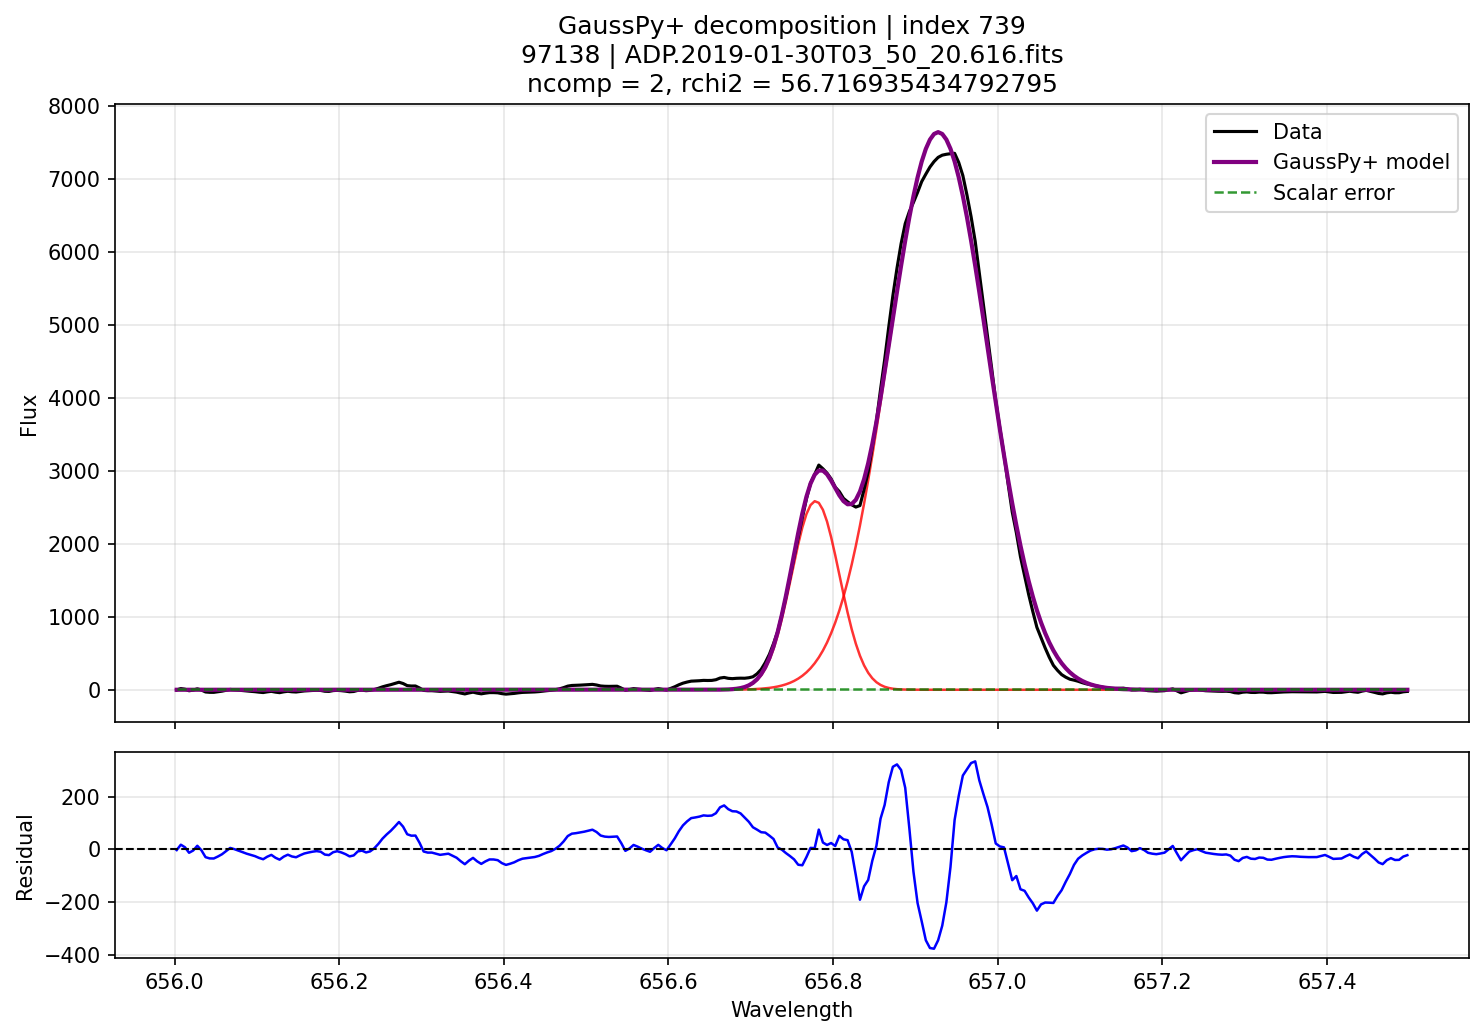 GaussPy+ decomposition | index 739
97138 | ADP.2019-01-30T03_50_20.616.fits
ncomp = 2, rchi2 = 56.716935434792795
8000
7000
6000
5000
4000
3000
2000
1000
0
Flux
Data
GaussPy+ model
Scalar error
200
0
−200
−400
Residual
656.0
656.2
656.4
656.6
656.8
657.0
657.2
657.4
Wavelength